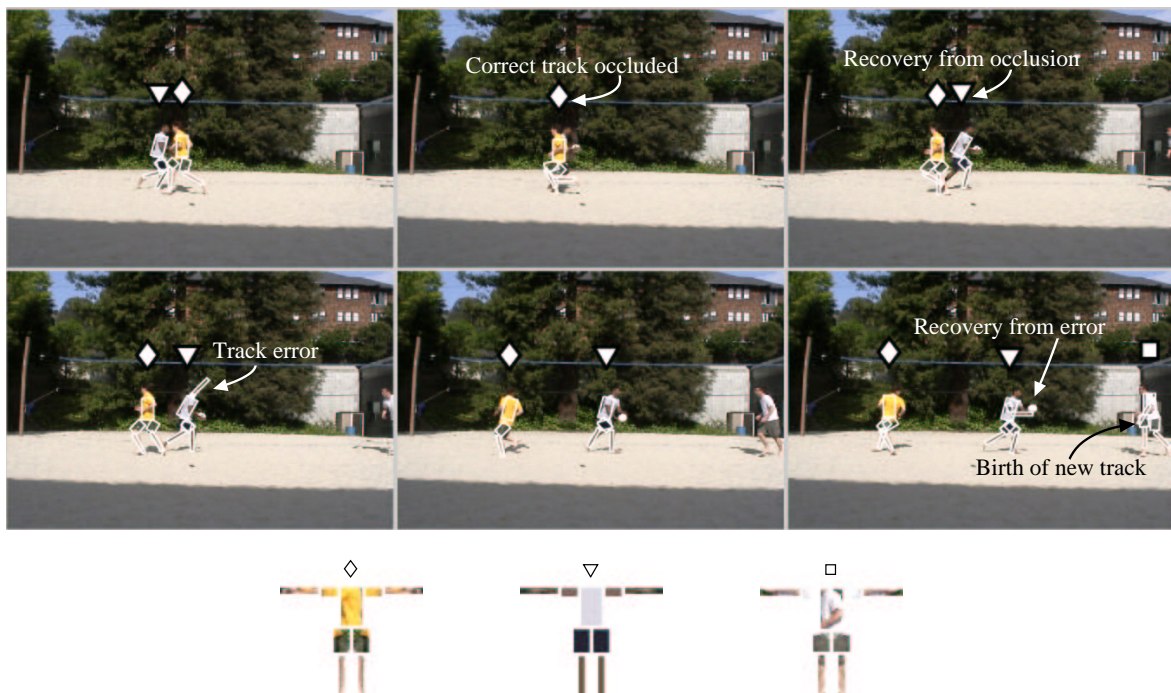 Correct track occluded
Recovery from occlusion
Track error
Recovery from error
Birth of new track